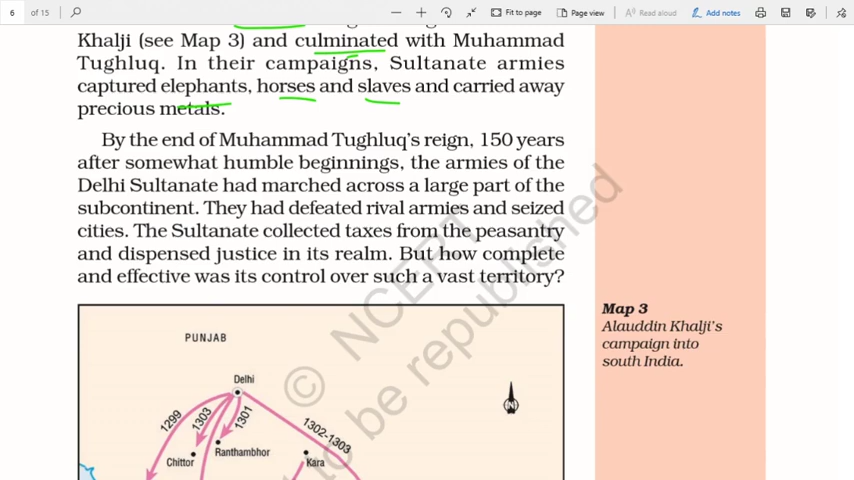 6 of 15
Fit to page
Page view
Read aloud
Add notes
Khalji (see Map 3) and culminated with Muhammad
Tughluq. In their campaigns, Sultanate armies
captured elephants, horses and slaves and carried away
precious metals.
By the end of Muhammad Tughluq's reign, 150 years
after somewhat humble beginnings, the armies of the
Delhi Sultanate had marched across a large part of the
subcontinent. They had defeated rival armies and seized
cities. The Sultanate collected taxes from the peasantry
and dispensed justice in its realm. But how complete
and effective was its control over such a vast territory?
Map 3
Alauddin Khalji's
campaign into
south India.
PUNJAB
Delhi
1299
1303
1301
1302-1303
N
Chittor
Ranthambhor
Kara
© NCERT
to be republished